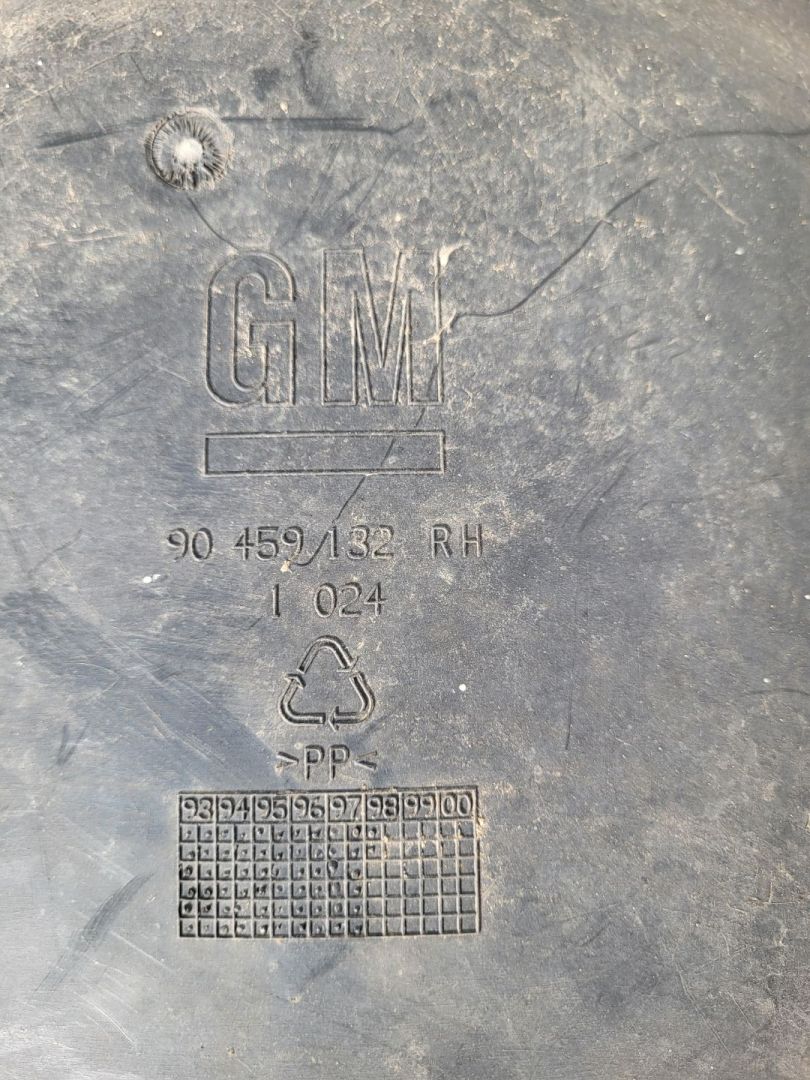 GM
90 459 132 RH
1 024
>PP<
93 94 95 96 97 98 99 00